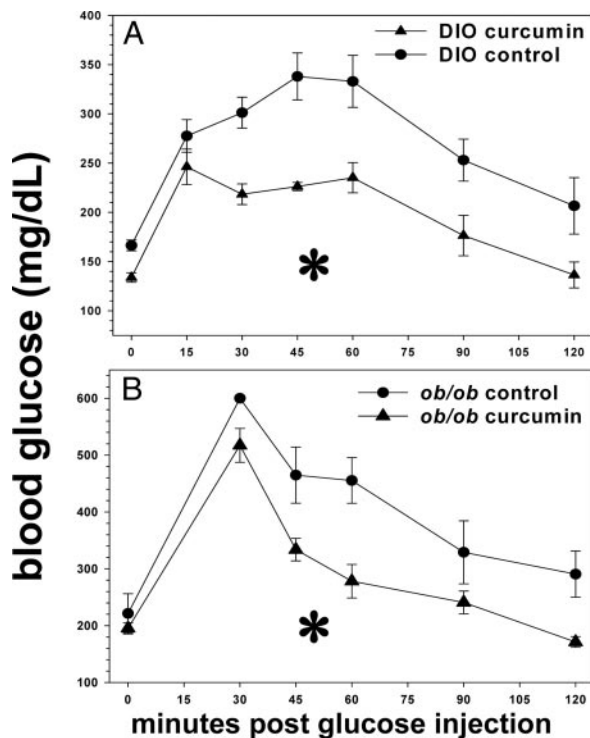 A
DIO curcumin
DIO control
400
350
300
250
200
150
100
0 15 30 45 60 75 90 105 120
*
blood glucose (mg/dL)
B
ob/ob control
ob/ob curcumin
600
500
400
300
200
100
0 15 30 45 60 75 90 105 120
*
minutes post glucose injection